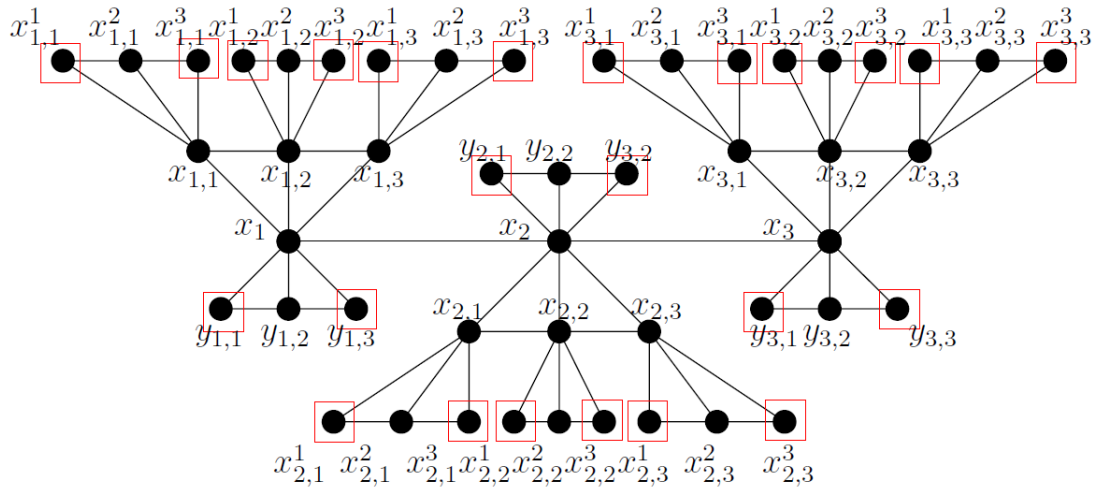 x^1_{1,1} x^2_{1,1} x^3_{1,1} x^1_{1,2} x^2_{1,2} x^3_{1,2} x^1_{1,3} x^2_{1,3} x^3_{1,3} x^1_{3,1} x^2_{3,1} x^3_{3,1} x^1_{3,2} x^2_{3,2} x^3_{3,2} x^1_{3,3} x^2_{3,3} x^3_{3,3}
y_{2,1} y_{2,2} y_{3,2}
x_{1,1} x_{1,2} x_{1,3} x_{3,1} x_{3,2} x_{3,3}
x_1 x_2 x_3
x_{2,1} x_{2,2} x_{2,3}
y_{1,1} y_{1,2} y_{1,3} y_{3,1} y_{3,2} y_{3,3}
x^1_{2,1} x^2_{2,1} x^3_{2,1} x^1_{2,2} x^2_{2,2} x^3_{2,2} x^1_{2,3} x^2_{2,3} x^3_{2,3}